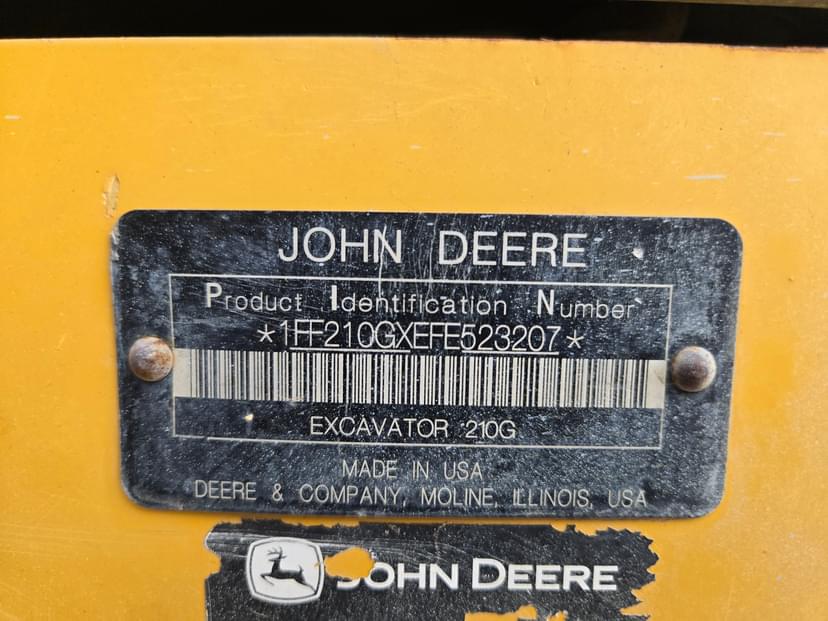 JOHN DEERE
Product Identification Number
*1FF210GXEFE523207*
EXCAVATOR 210G
MADE IN USA
DEERE & COMPANY, MOLINE, ILLINOIS, USA
JOHN DEERE